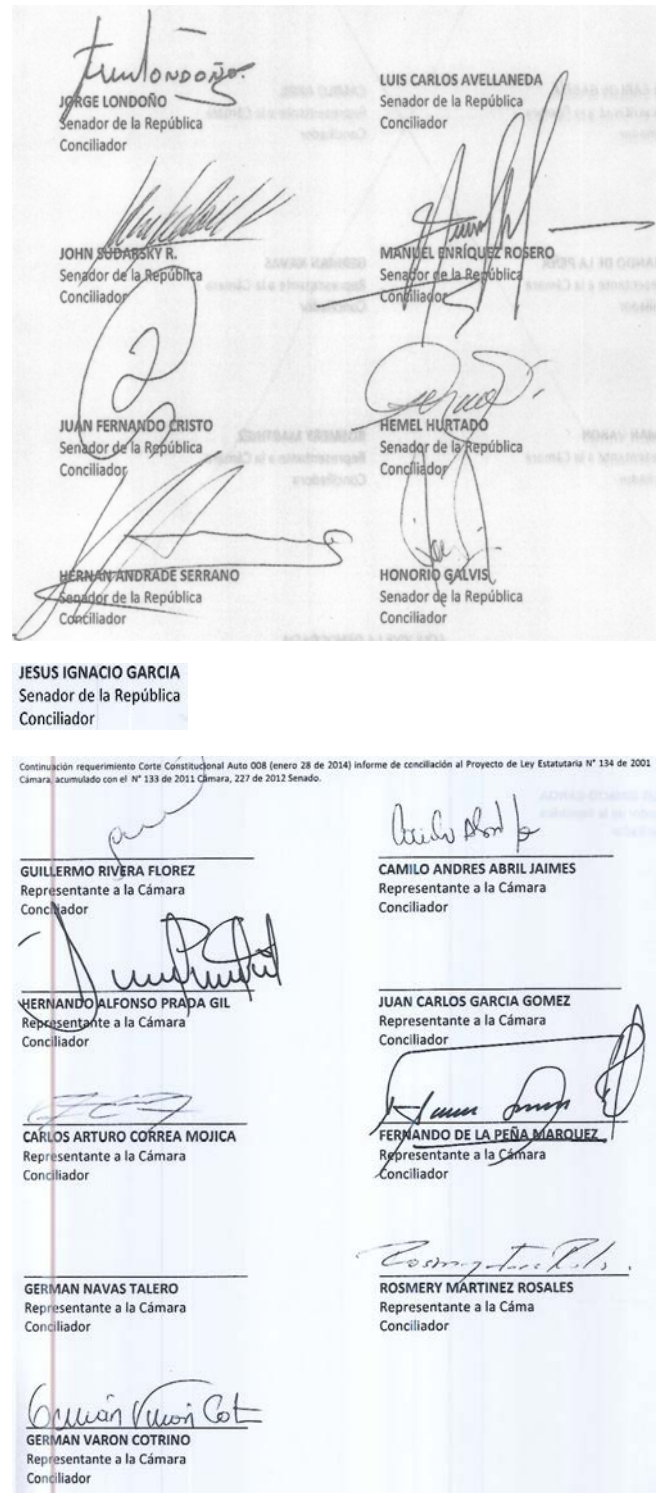 JORGE LONDOÑO
Senador de la República
Conciliador
LUIS CARLOS AVELLANEDA
Senador de la República
Conciliador
JOHN SUDARSKY R.
Senador de la República
Conciliador
MANUEL ENRÍQUEZ ROSERO
Senador de la República
Conciliador
JUAN FERNANDO CRISTO
Senador de la República
Conciliador
HEMEL HURTADO
Senador de la República
Conciliador
HERNAN ANDRADE SERRANO
Senador de la República
Conciliador
HONORIO GALVIS
Senador de la República
Conciliador
JESUS IGNACIO GARCIA
Senador de la República
Conciliador
Continuación requerimiento Corte Constitucional Auto 008 (enero 28 de 2014) informe de conciliación al Proyecto de Ley Estatutaria N° 134 de 2001
Cámara, acumulado con el N° 133 de 2011 Cámara, 227 de 2012 Senado.
GUILLERMO RIVERA FLOREZ
Representante a la Cámara
Conciliador
CAMILO ANDRES ABRIL JAIMES
Representante a la Cámara
Conciliador
HERNANDO ALFONSO PRADA GIL
Representante a la Cámara
Conciliador
JUAN CARLOS GARCIA GOMEZ
Representante a la Cámara
Conciliador
CARLOS ARTURO CORREA MOJICA
Representante a la Cámara
Conciliador
FERNANDO DE LA PEÑA MARQUEZ
Representante a la Cámara
Conciliador
GERMAN NAVAS TALERO
Representante a la Cámara
Conciliador
ROSMERY MARTINEZ ROSALES
Representante a la Cáma
Conciliador
Germán Varón Cot
GERMAN VARON COTRINO
Representante a la Cámara
Conciliador